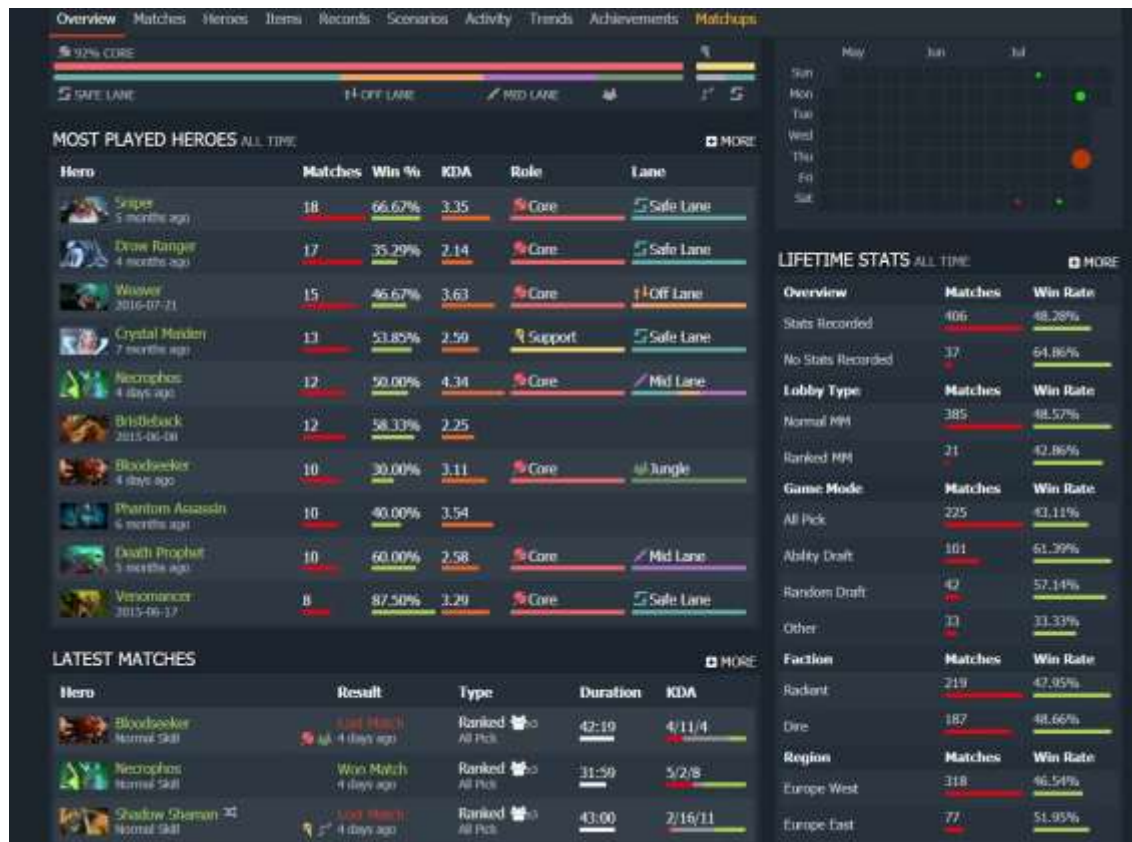 Overview Matches Heroes Items Records Scenarios Activity Trends Achievements Matchups
92% CORE
SAFE LANE OFF LANE MID LANE
MOST PLAYED HEROES ALL TIME MORE
Hero Matches Win % KDA Role Lane
Sniper 18 66.67% 3.35 Core Safe Lane
5 months ago
Drow Ranger 17 35.29% 2.14 Core Safe Lane
4 months ago
Weaver 15 46.67% 3.63 Core Off Lane
2016-07-21
Crystal Maiden 13 53.85% 2.59 Support Safe Lane
7 months ago
Necrophos 12 50.00% 4.34 Core Mid Lane
4 days ago
Bristleback 12 58.33% 2.25
2015-06-08
Bloodseeker 10 30.00% 3.11 Core Jungle
4 days ago
Phantom Assassin 10 40.00% 3.54
6 months ago
Death Prophet 10 60.00% 2.58 Core Mid Lane
5 months ago
Venomancer 8 87.50% 3.29 Core Safe Lane
2015-06-17
LATEST MATCHES MORE
Hero Result Type Duration KDA
Bloodseeker Lost Match Ranked 42:19 4/11/4
Normal Skill 4 days ago All Pick
Necrophos Won Match Ranked 31:59 5/2/8
Normal Skill 4 days ago All Pick
Shadow Shaman Lost Match Ranked 43:00 2/16/11
Normal Skill 4 days ago All Pick
May Jun Jul
Sun
Mon
Tue
Wed
Thu
Fri
Sat
LIFETIME STATS ALL TIME MORE
Overview Matches Win Rate
Stats Recorded 406 48.28%
No Stats Recorded 37 64.86%
Lobby Type Matches Win Rate
Normal MM 385 48.57%
Ranked MM 21 42.86%
Game Mode Matches Win Rate
All Pick 225 43.11%
Ability Draft 101 61.39%
Random Draft 42 57.14%
Other 33 33.33%
Faction Matches Win Rate
Radiant 219 47.95%
Dire 187 48.66%
Region Matches Win Rate
Europe West 318 46.54%
Europe East 77 51.95%